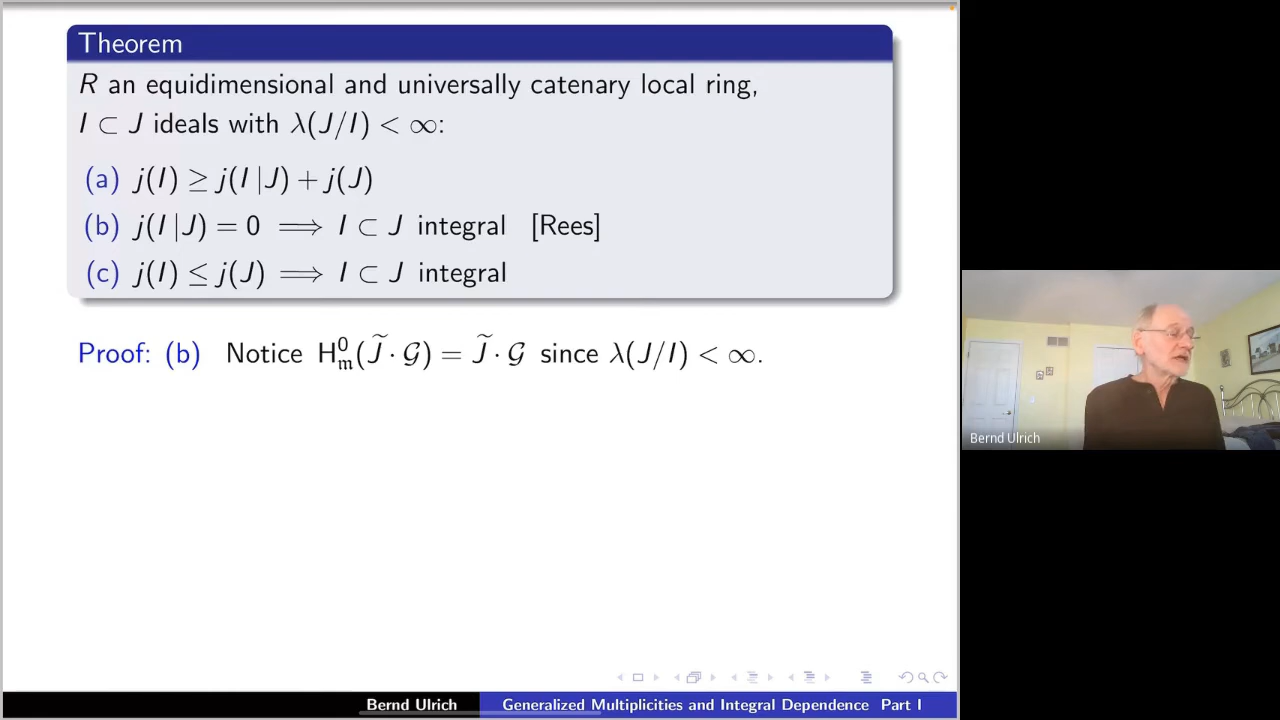 Theorem
R an equidimensional and universally catenary local ring,
I ⊂ J ideals with λ(J/I) < ∞:
(a) j(I) ≥ j(I | J) + j(J)
(b) j(I | J) = 0 ⟹ I ⊂ J integral [Rees]
(c) j(I) ≤ j(J) ⟹ I ⊂ J integral
Proof: (b) Notice H⁰_𝔪(J̃ · 𝒢) = J̃ · 𝒢 since λ(J/I) < ∞.
Bernd Ulrich
Bernd Ulrich Generalized Multiplicities and Integral Dependence Part I